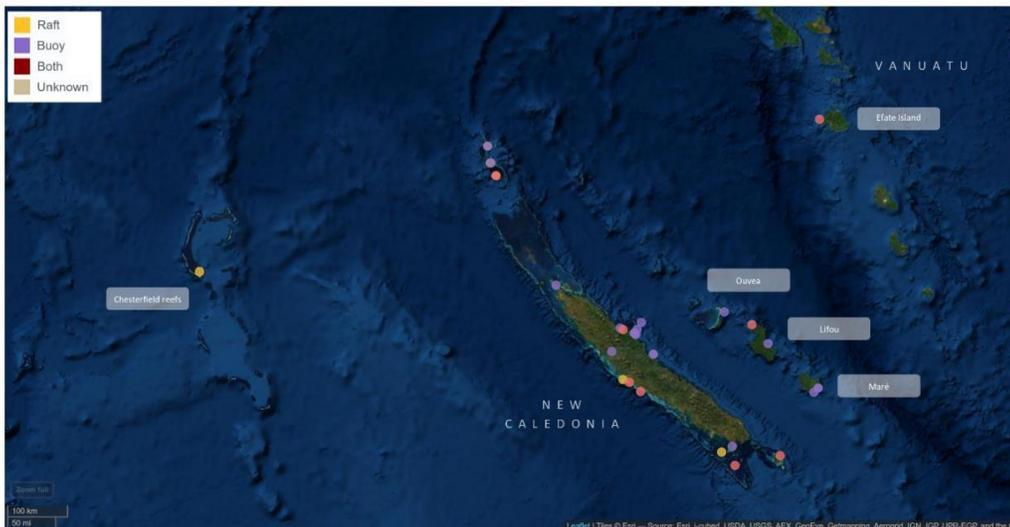 Raft
Buoy
Both
Unknown
VANUATU
Efate Island
Ouvea
Chesterfield reefs
Lifou
Maré
NEW
CALEDONIA
Zoom full
100 km
50 mi
Leaflet | Tiles © Esri — Source: Esri, i-cubed, USDA, USGS, AEX, GeoEye, Getmapping, Aerogrid, IGN, IGP, UPR-EGP, and the